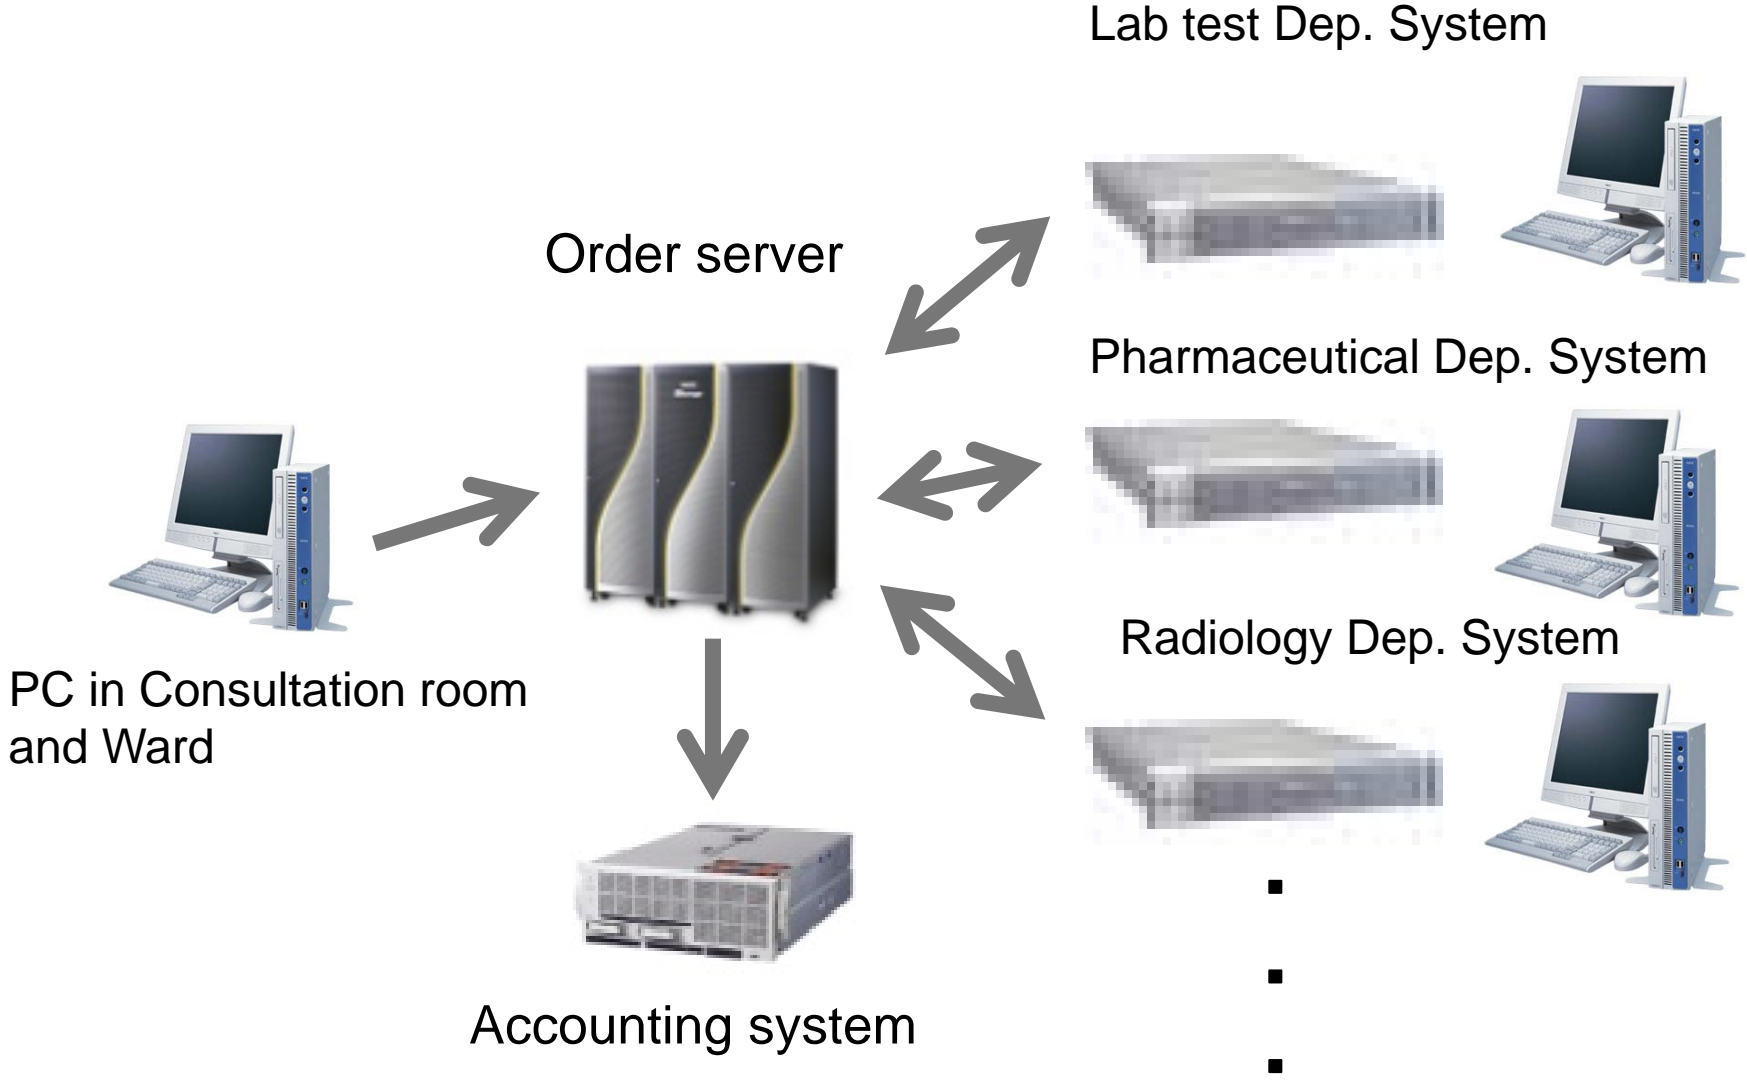 Lab test Dep. System
Order server
Pharmaceutical Dep. System
Radiology Dep. System
PC in Consultation room
and Ward
Accounting system